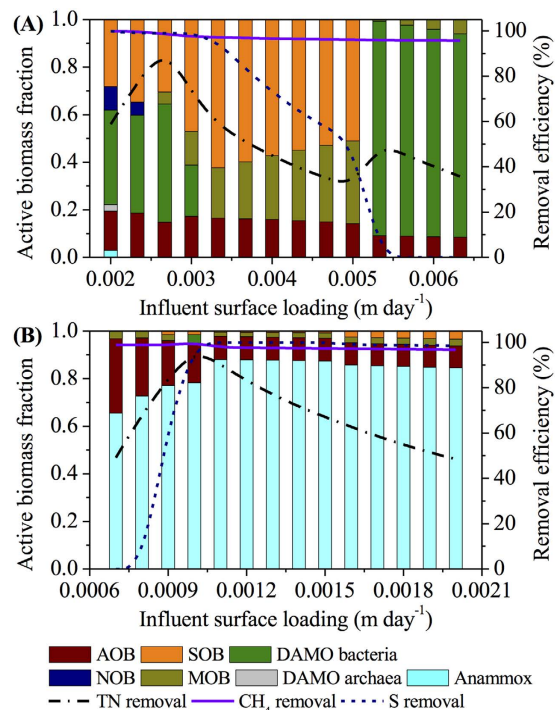 (A)
1.0
0.8
0.6
0.4
0.2
0.0
Active biomass fraction
100
80
60
40
20
0
Removal efficiency (%)
0.002 0.003 0.004 0.005 0.006
Influent surface loading (m day⁻¹)
(B)
1.0
0.8
0.6
0.4
0.2
0.0
Active biomass fraction
100
80
60
40
20
0
Removal efficiency (%)
0.0006 0.0009 0.0012 0.0015 0.0018 0.0021
Influent surface loading (m day⁻¹)
AOB SOB DAMO bacteria
NOB MOB DAMO archaea Anammox
TN removal CH₄ removal S removal